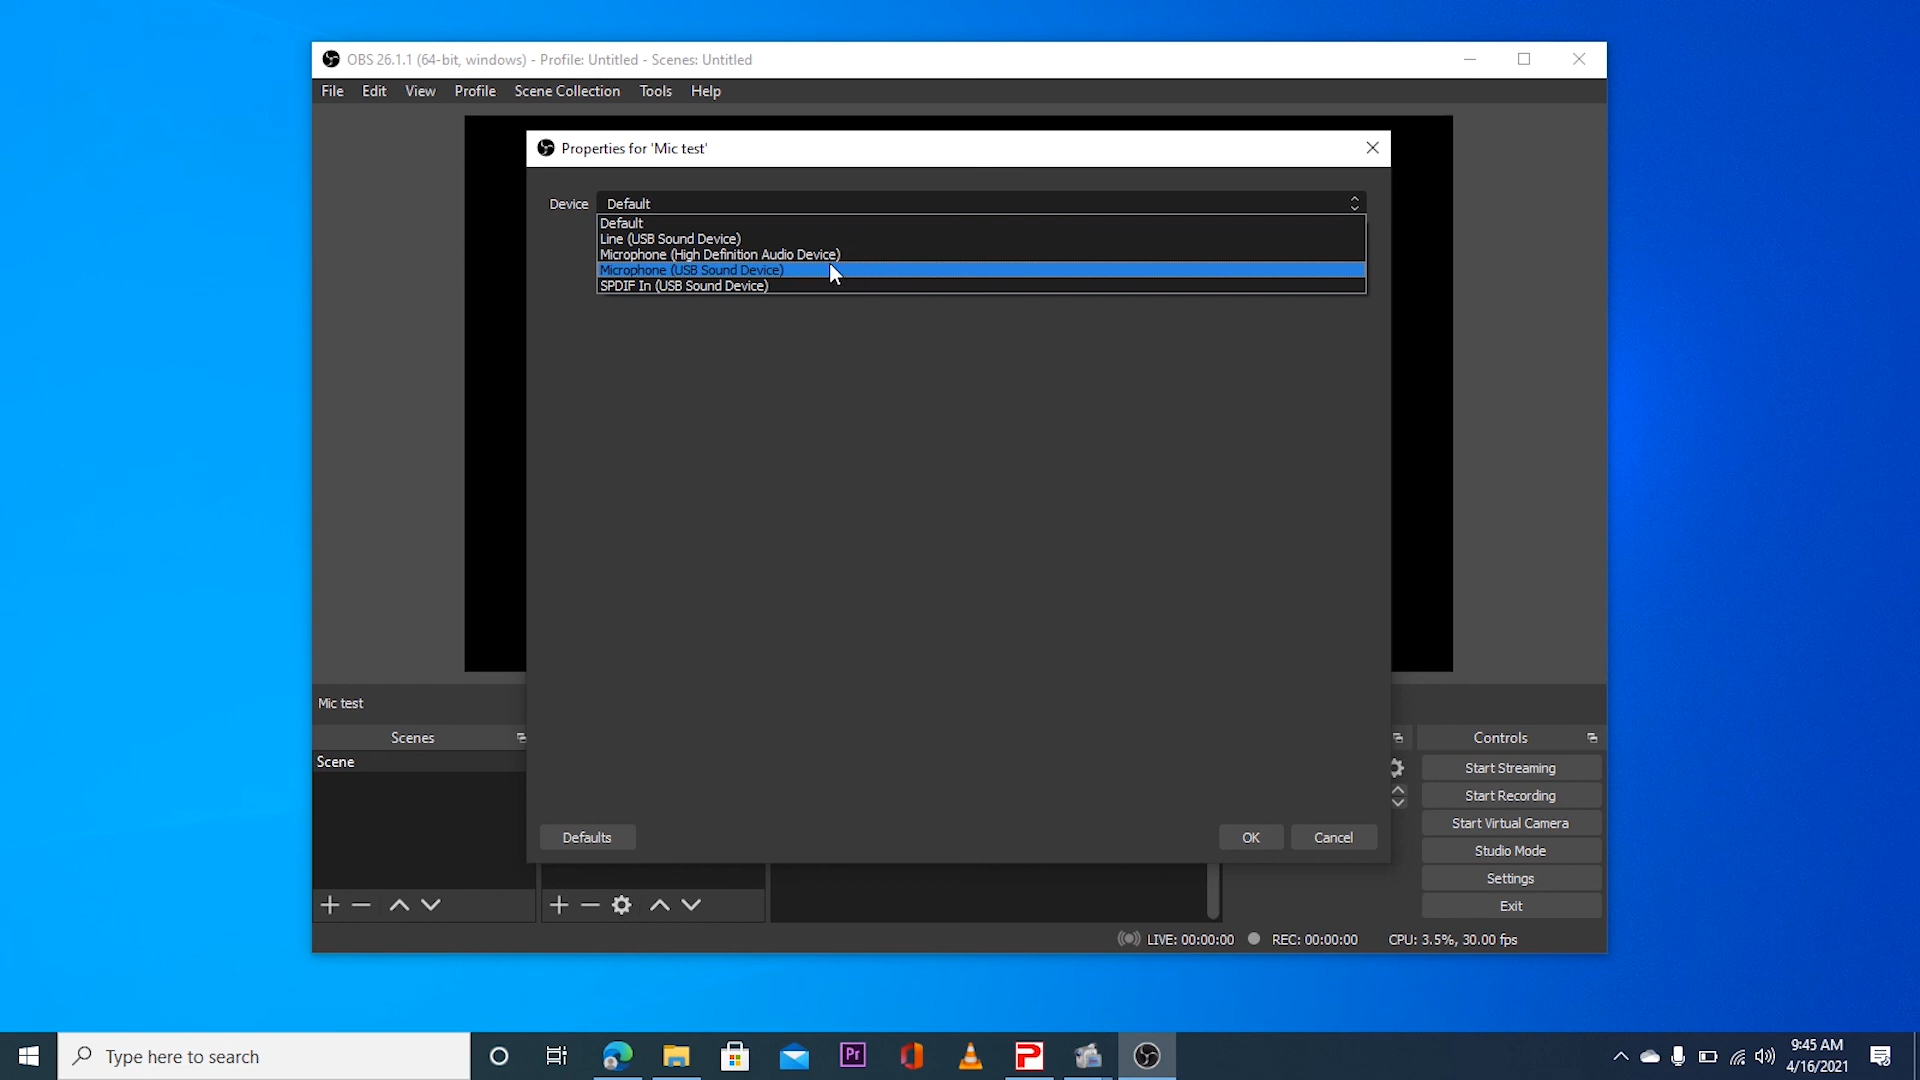 OBS 26.1.1 (64-bit, windows) - Profile: Untitled - Scenes: Untitled
File Edit View Profile Scene Collection Tools Help
Properties for 'Mic test'
Device Default
Default
Line (USB Sound Device)
Microphone (High Definition Audio Device)
Microphone (USB Sound Device)
SPDIF In (USB Sound Device)
Mic test
Scenes
Scene
Controls
Start Streaming
Start Recording
Start Virtual Camera
Studio Mode
Settings
Exit
Defaults OK Cancel
LIVE: 00:00:00 REC: 00:00:00 CPU: 3.5%, 30.00 fps
Type here to search
Pr
9:45 AM
4/16/2021